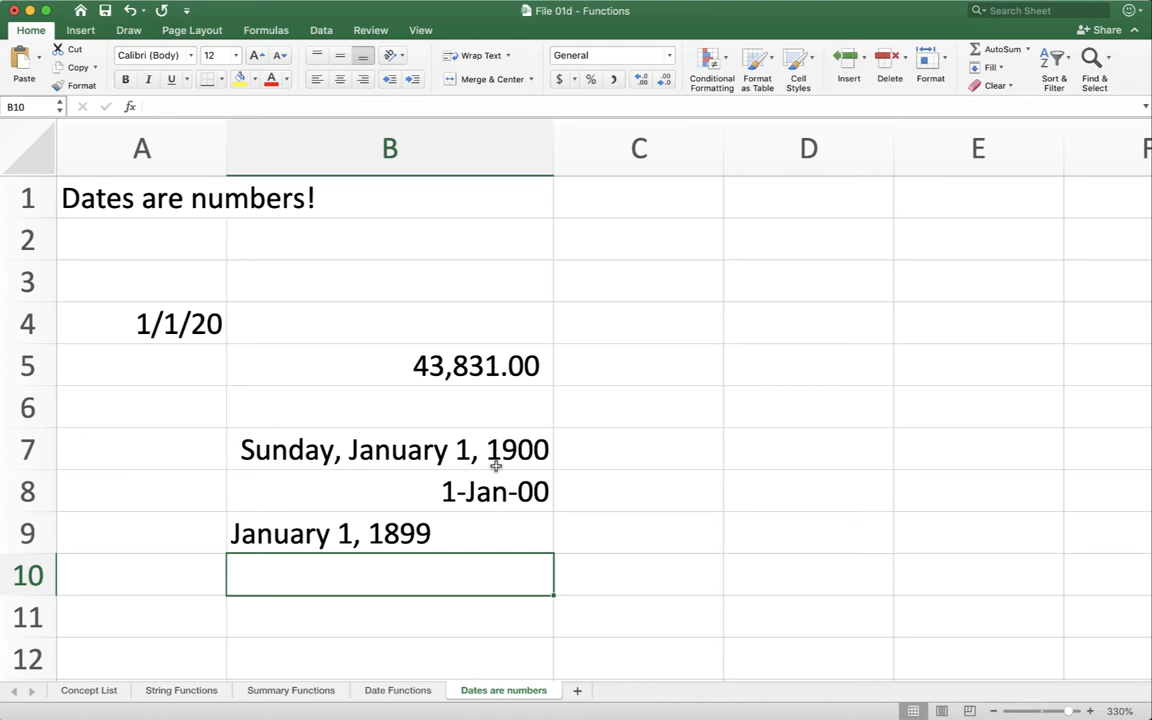 File 01d - Functions
Search Sheet
Home Insert Draw Page Layout Formulas Data Review View
Share
Paste
Cut
Copy
Format
Calibri (Body) 12
B I U
Wrap Text
Merge & Center
General
$ % )
Conditional Formatting
Format as Table
Cell Styles
Insert
Delete
Format
AutoSum
Fill
Clear
Sort & Filter
Find & Select
B10
fx
A B C D E F
1 Dates are numbers!
2
3
4 1/1/20
5 43,831.00
6
7 Sunday, January 1, 1900
8 1-Jan-00
9 January 1, 1899
10
11
12
Concept List String Functions Summary Functions Date Functions Dates are numbers +
330%